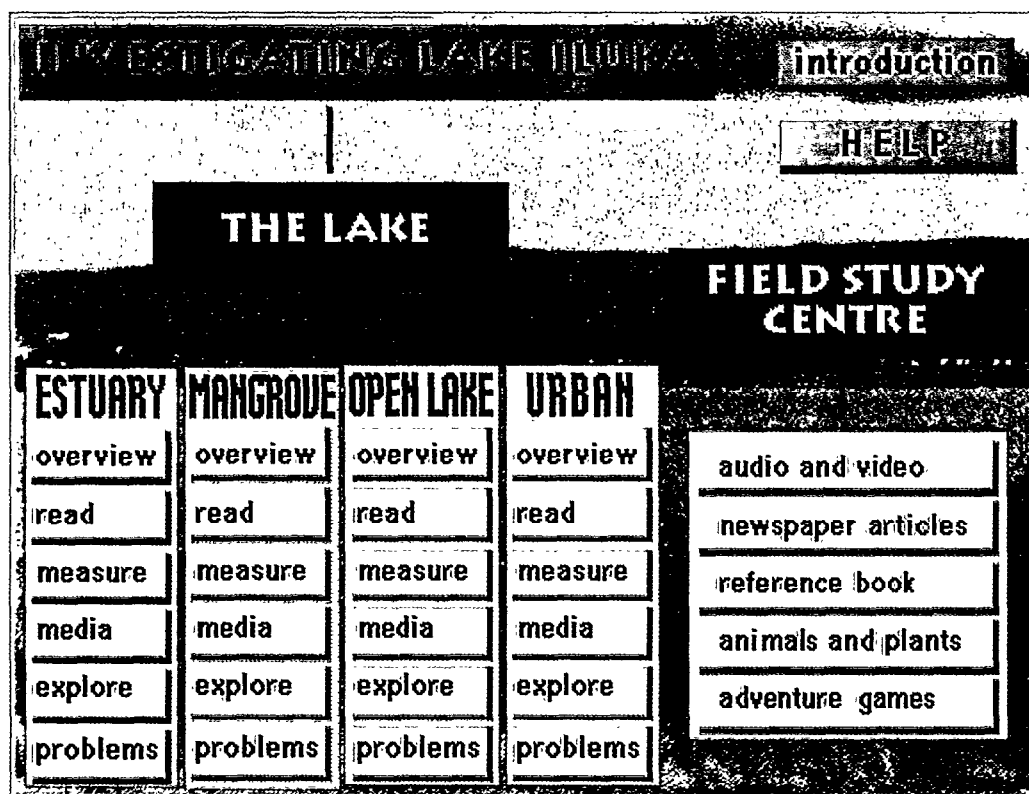 INVESTIGATING LAKE ILUKA
introduction
HELP
THE LAKE
FIELD STUDY
CENTRE
ESTUARY
overview
read
measure
media
explore
problems
MANGROVE
overview
read
measure
media
explore
problems
OPEN LAKE
overview
read
measure
media
explore
problems
URBAN
overview
read
measure
media
explore
problems
audio and video
newspaper articles
reference book
animals and plants
adventure games